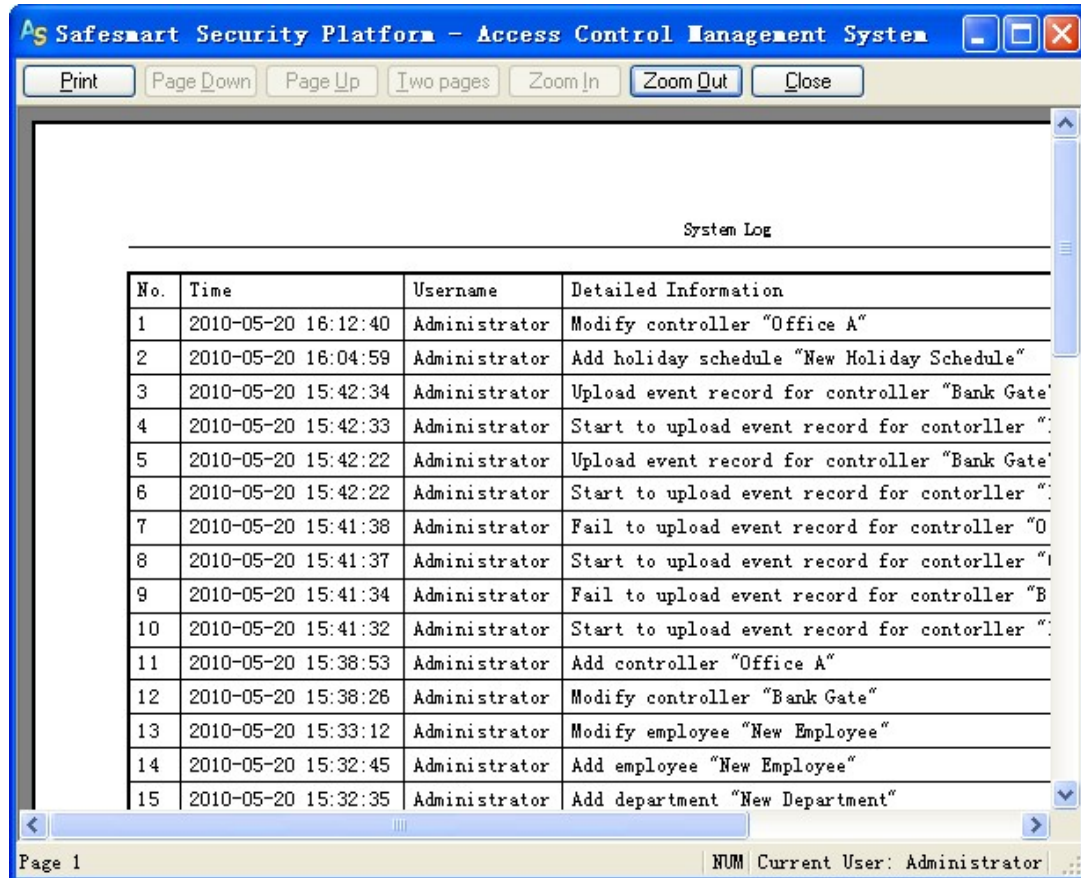 AS Safesmart Security Platform - Access Control Management System
Print Page Down Page Up Two pages Zoom In Zoom Out Close
System Log
No. Time Username Detailed Information
1 2010-05-20 16:12:40 Administrator Modify controller "Office A"
2 2010-05-20 16:04:59 Administrator Add holiday schedule "New Holiday Schedule"
3 2010-05-20 15:42:34 Administrator Upload event record for controller "Bank Gate"
4 2010-05-20 15:42:33 Administrator Start to upload event record for contorller "
5 2010-05-20 15:42:22 Administrator Upload event record for controller "Bank Gate"
6 2010-05-20 15:42:22 Administrator Start to upload event record for contorller "
7 2010-05-20 15:41:38 Administrator Fail to upload event record for controller "O
8 2010-05-20 15:41:37 Administrator Start to upload event record for contorller "
9 2010-05-20 15:41:34 Administrator Fail to upload event record for controller "B
10 2010-05-20 15:41:32 Administrator Start to upload event record for contorller "
11 2010-05-20 15:38:53 Administrator Add controller "Office A"
12 2010-05-20 15:38:26 Administrator Modify controller "Bank Gate"
13 2010-05-20 15:33:12 Administrator Modify employee "New Employee"
14 2010-05-20 15:32:45 Administrator Add employee "New Employee"
15 2010-05-20 15:32:35 Administrator Add department "New Department"
Page 1 NUM Current User: Administrator